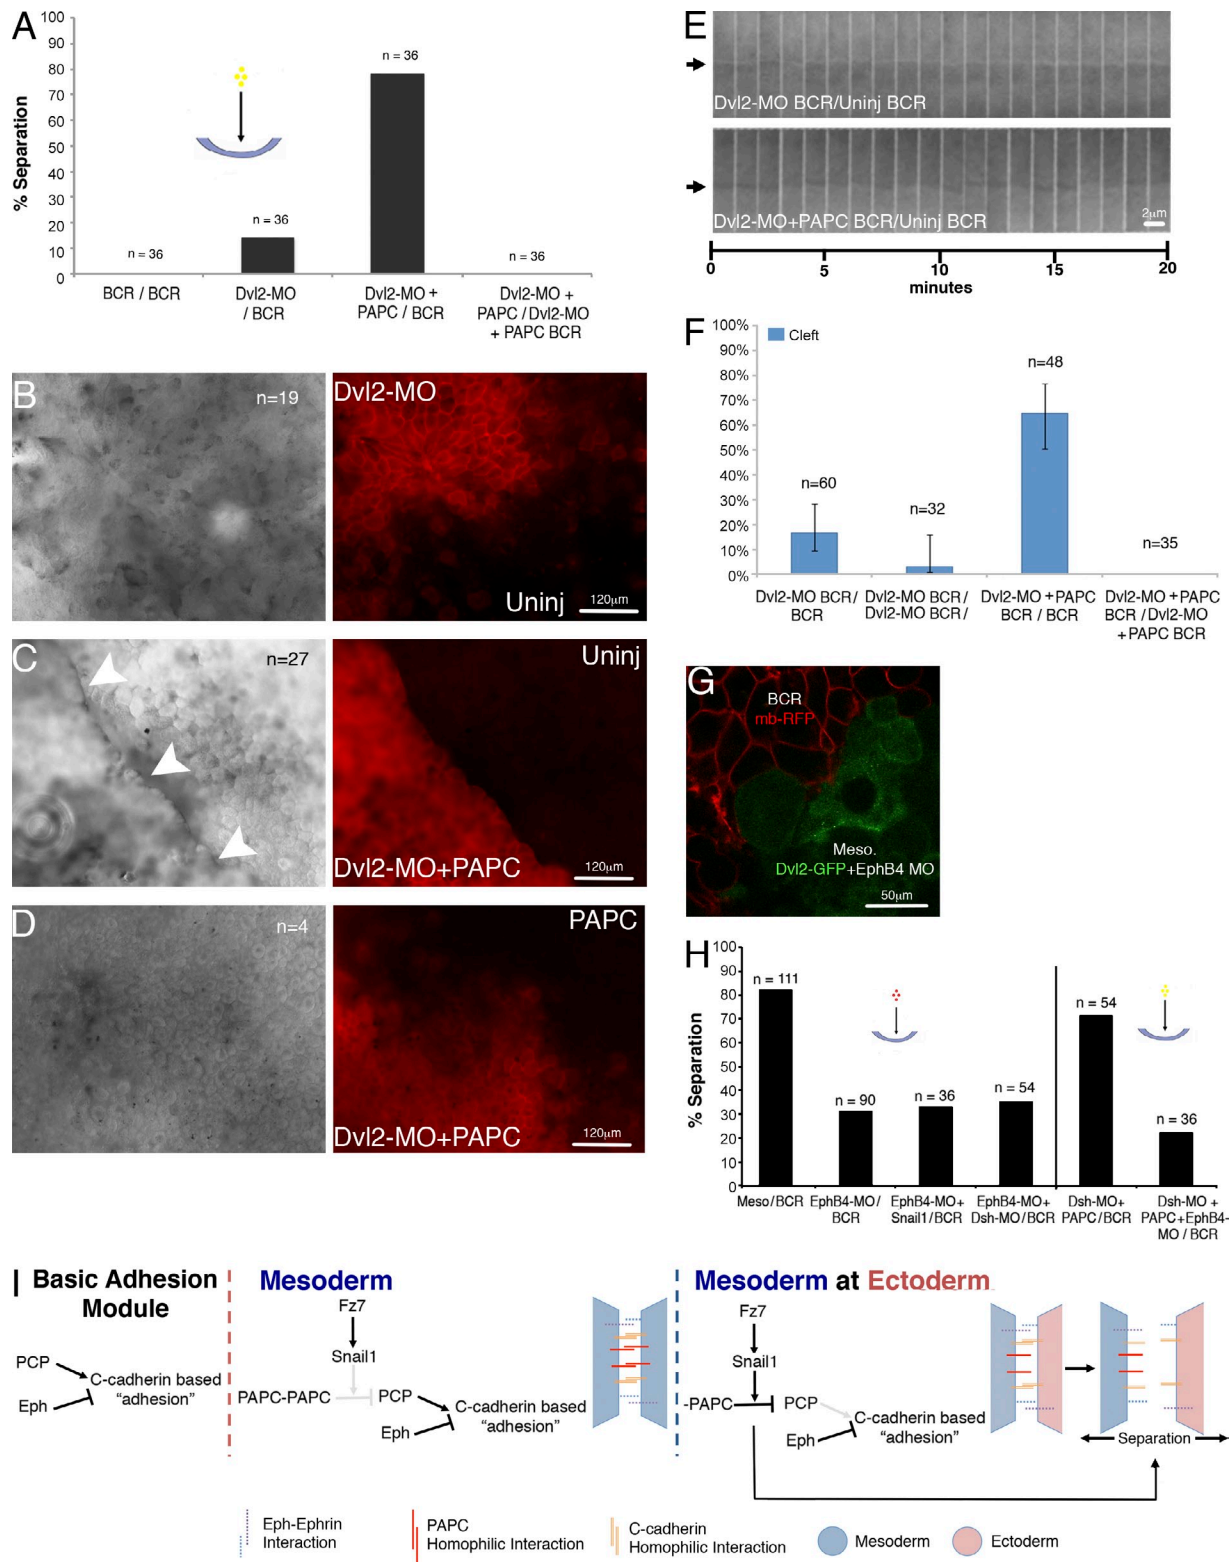 A
100
90
80
70
60
50
40
30
20
10
0
% Separation
n = 36
n = 36
n = 36
n = 36
BCR / BCR
Dvl2-MO
/ BCR
Dvl2-MO +
PAPC / BCR
Dvl2-MO +
PAPC / Dvl2-MO
+ PAPC BCR
B
n=19
Dvl2-MO
Uninj
120µm
C
n=27
Uninj
Dvl2-MO+PAPC
120µm
D
n=4
PAPC
Dvl2-MO+PAPC
120µm
E
Dvl2-MO BCR/Uninj BCR
Dvl2-MO+PAPC BCR/Uninj BCR
2µm
0 5 10 15 20
minutes
F
100%
90%
80%
70%
60%
50%
40%
30%
20%
10%
0%
Cleft
n=60
n=32
n=48
n=35
Dvl2-MO BCR/
BCR
Dvl2-MO BCR/
Dvl2-MO BCR/
Dvl2-MO +PAPC
BCR / BCR
Dvl2-MO +PAPC
BCR / Dvl2-MO
+PAPC BCR
G
BCR
mb-RFP
Meso.
Dvl2-GFP+EphB4 MO
50µm
H
100
90
80
70
60
50
40
30
20
10
0
% Separation
n = 111
n = 90
n = 36
n = 54
n = 54
n = 36
Meso/BCR
EphB4-MO/
BCR
EphB4-MO+
Snail1/BCR
EphB4-MO+
Dsh-MO/BCR
Dsh-MO+
PAPC/BCR
Dsh-MO +
PAPC+EphB4-
MO/BCR
I
Basic Adhesion
Module
PCP
Eph
C-cadherin based
“adhesion”
Mesoderm
Fz7
Snail1
PAPC-PAPC
PCP
Eph
C-cadherin based
“adhesion”
Mesoderm at Ectoderm
Fz7
Snail1
-PAPC
PCP
Eph
C-cadherin based
“adhesion”
Separation
Eph-Ephrin
Interaction
PAPC
Homophilic Interaction
C-cadherin
Homophilic Interaction
Mesoderm
Ectoderm